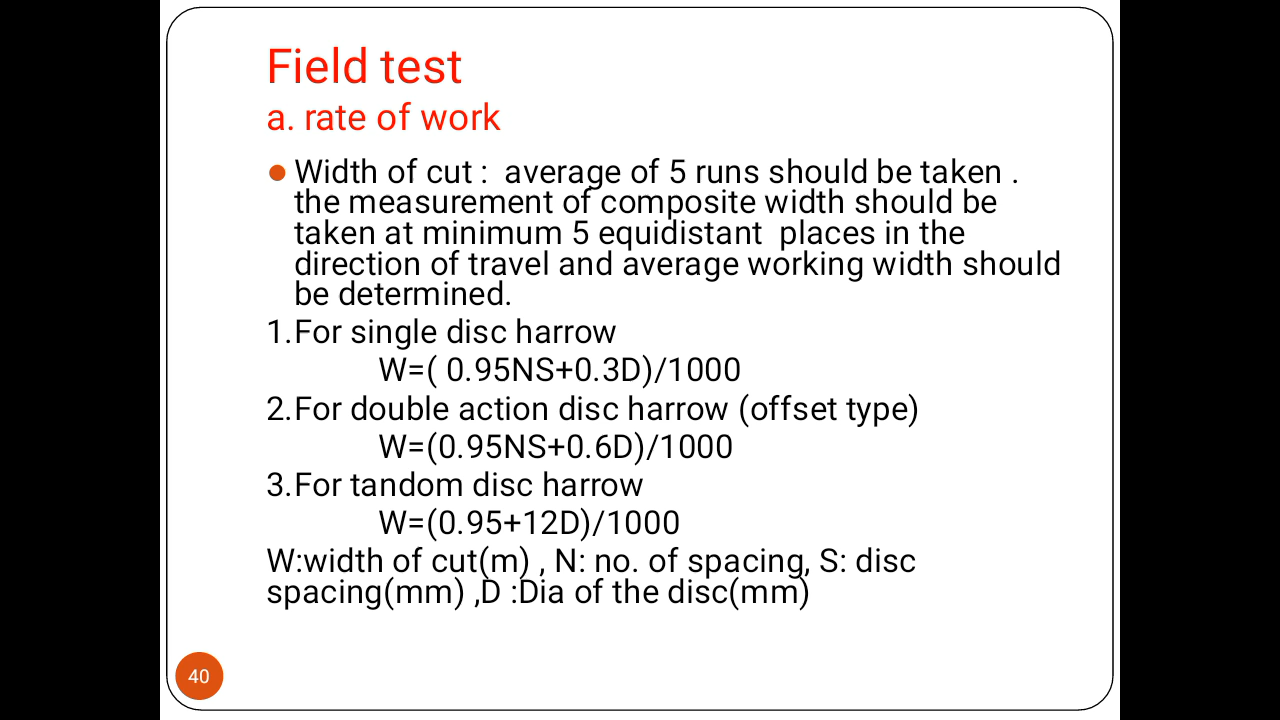 Field test
a. rate of work
Width of cut :  average of 5 runs should be taken .
the measurement of composite width should be
taken at minimum 5 equidistant  places in the
direction of travel and average working width should
be determined.
1.For single disc harrow
W=( 0.95NS+0.3D)/1000
2.For double action disc harrow (offset type)
W=(0.95NS+0.6D)/1000
3.For tandom disc harrow
W=(0.95+12D)/1000
W:width of cut(m) , N: no. of spacing, S: disc
spacing(mm) ,D :Dia of the disc(mm)
40